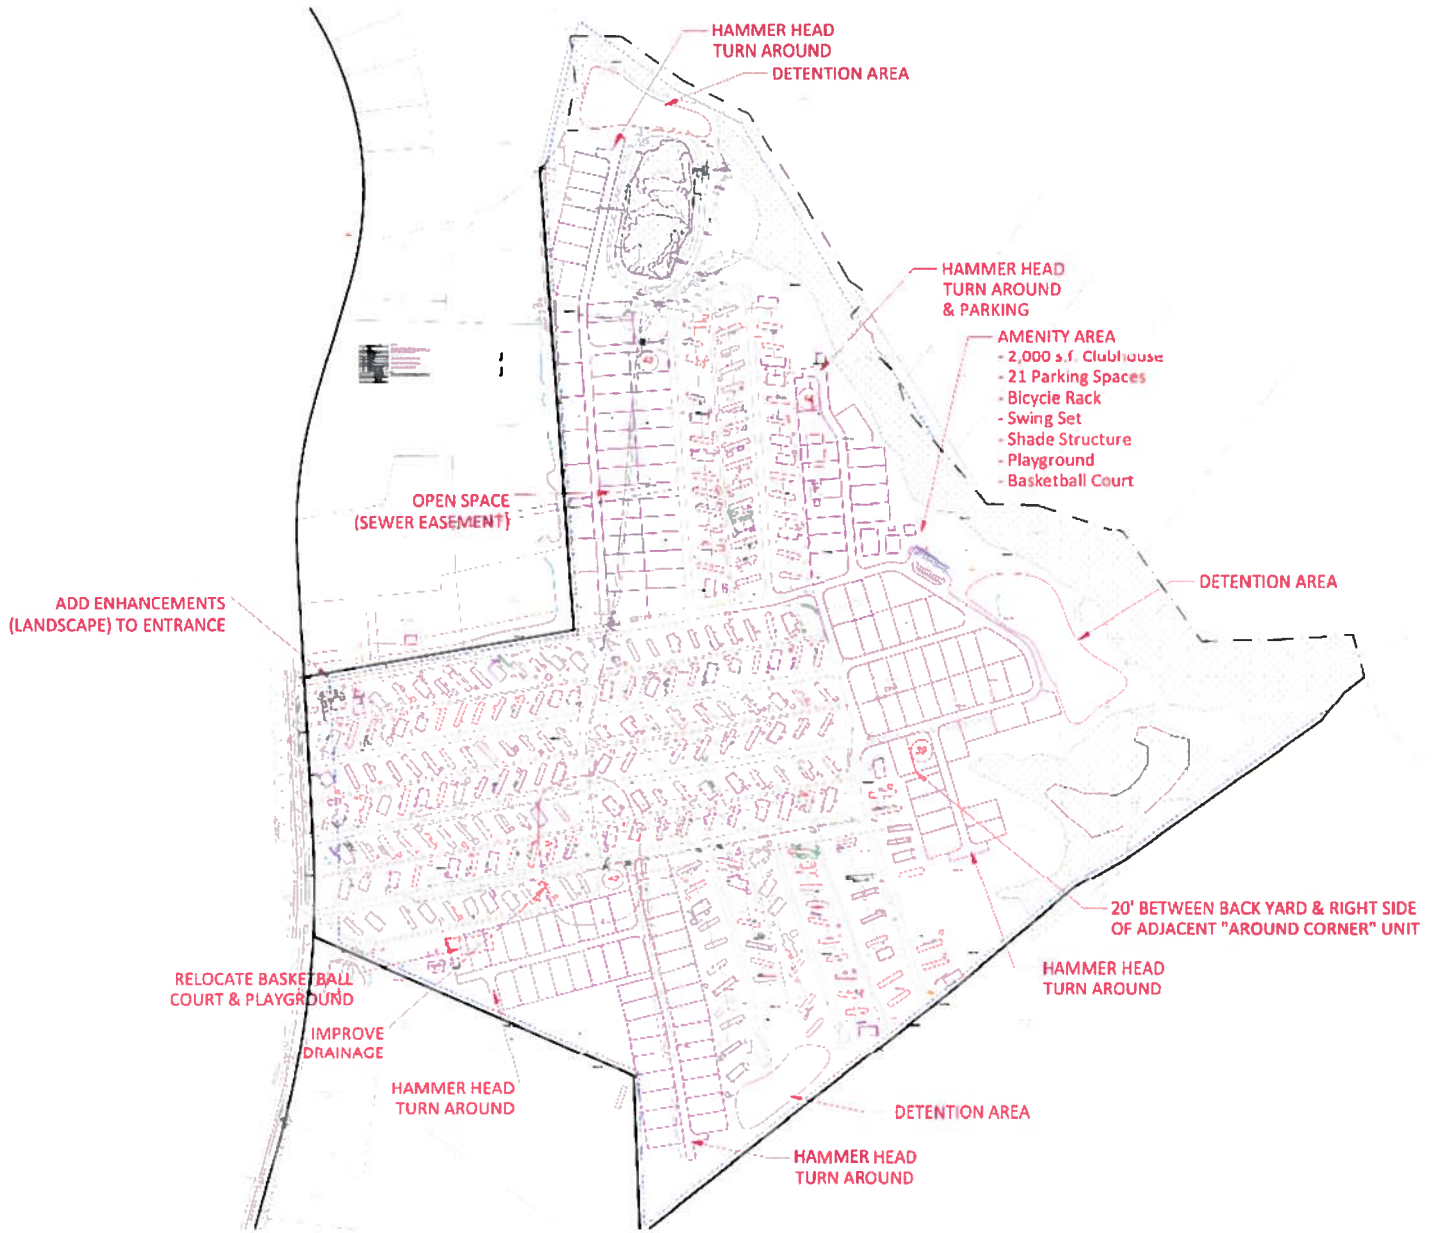 HAMMER HEAD
TURN AROUND
DETENTION AREA
HAMMER HEAD
TURN AROUND
& PARKING
AMENITY AREA
- 2,000 s.f. Clubhouse
- 21 Parking Spaces
- Bicycle Rack
- Swing Set
- Shade Structure
- Playground
- Basketball Court
OPEN SPACE
(SEWER EASEMENT)
DETENTION AREA
ADD ENHANCEMENTS
(LANDSCAPE) TO ENTRANCE
20' BETWEEN BACK YARD & RIGHT SIDE
OF ADJACENT "AROUND CORNER" UNIT
HAMMER HEAD
TURN AROUND
RELOCATE BASKETBALL
COURT & PLAYGROUND
IMPROVE
DRAINAGE
HAMMER HEAD
TURN AROUND
DETENTION AREA
HAMMER HEAD
TURN AROUND